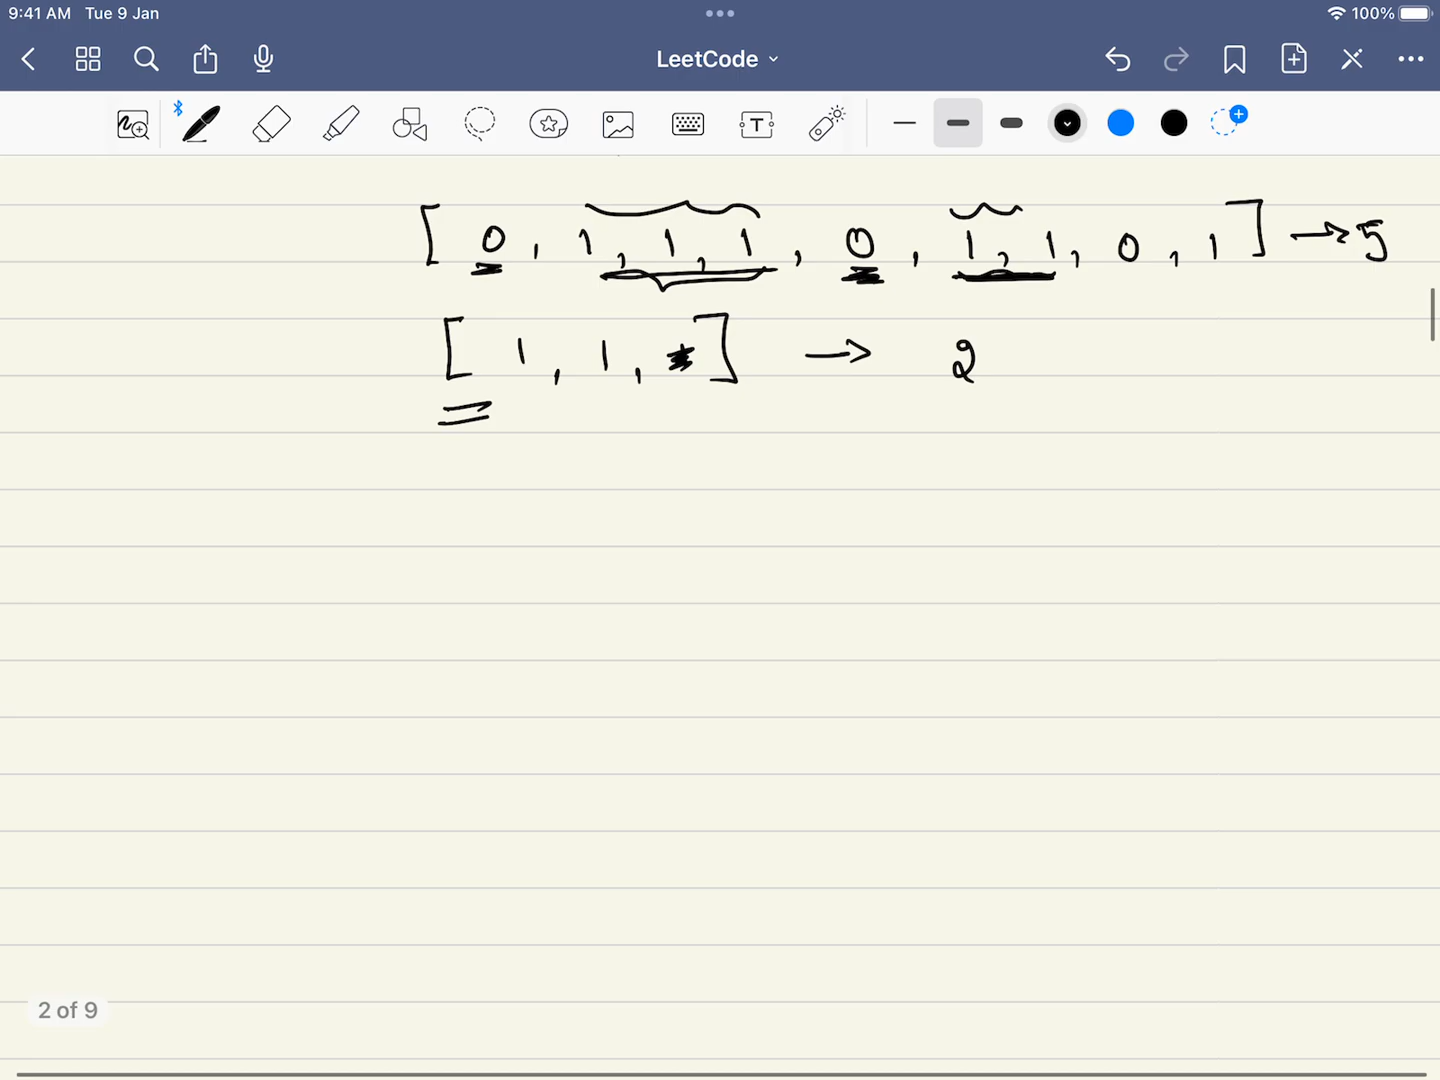 9:41 AM Tue 9 Jan 100%
LeetCode
T
[ 0, 1, 1, 1, 0, 1, 1, 0, 1 ] → 5
[ 1, 1, ] → 2
2 of 9